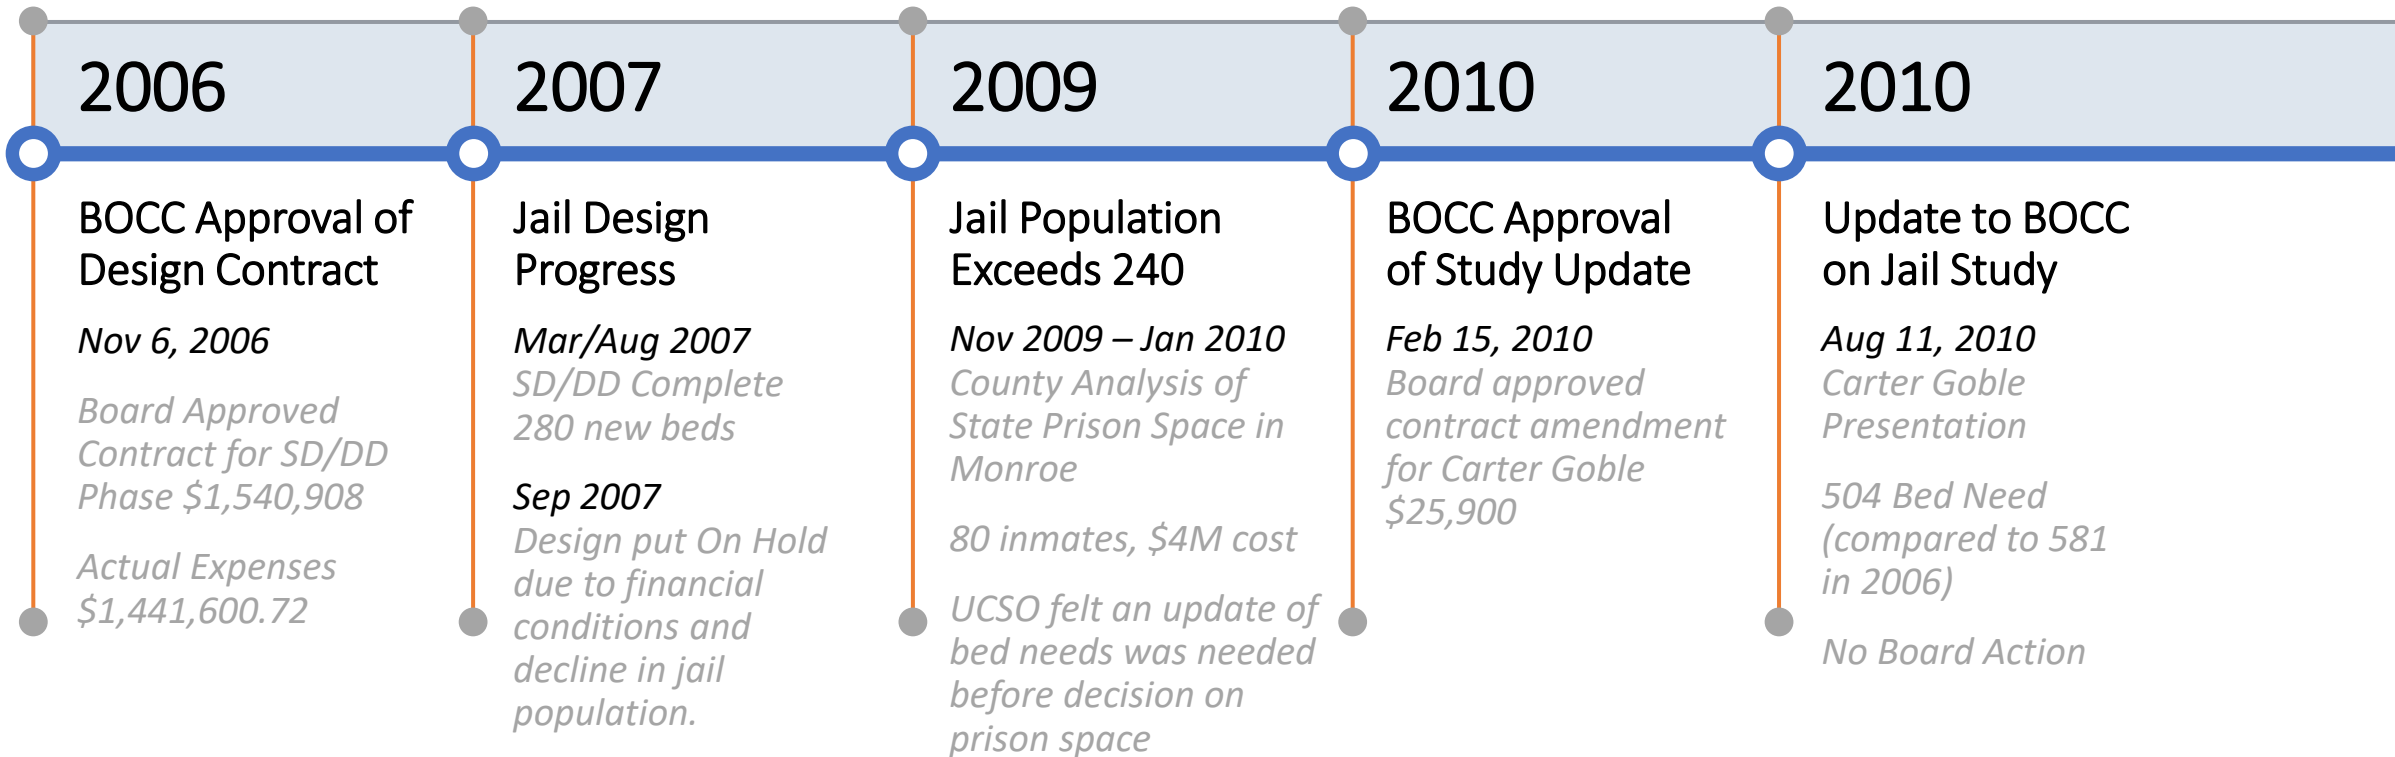 2006
BOCC Approval of
Design Contract
Nov 6, 2006
Board Approved
Contract for SD/DD
Phase $1,540,908
Actual Expenses
$1,441,600.72
2007
Jail Design
Progress
Mar/Aug 2007
SD/DD Complete
280 new beds
Sep 2007
Design put On Hold
due to financial
conditions and
decline in jail
population.
2009
Jail Population
Exceeds 240
Nov 2009 – Jan 2010
County Analysis of
State Prison Space in
Monroe
80 inmates, $4M cost
UCSO felt an update of
bed needs was needed
before decision on
prison space
2010
BOCC Approval
of Study Update
Feb 15, 2010
Board approved
contract amendment
for Carter Goble
$25,900
2010
Update to BOCC
on Jail Study
Aug 11, 2010
Carter Goble
Presentation
504 Bed Need
(compared to 581
in 2006)
No Board Action